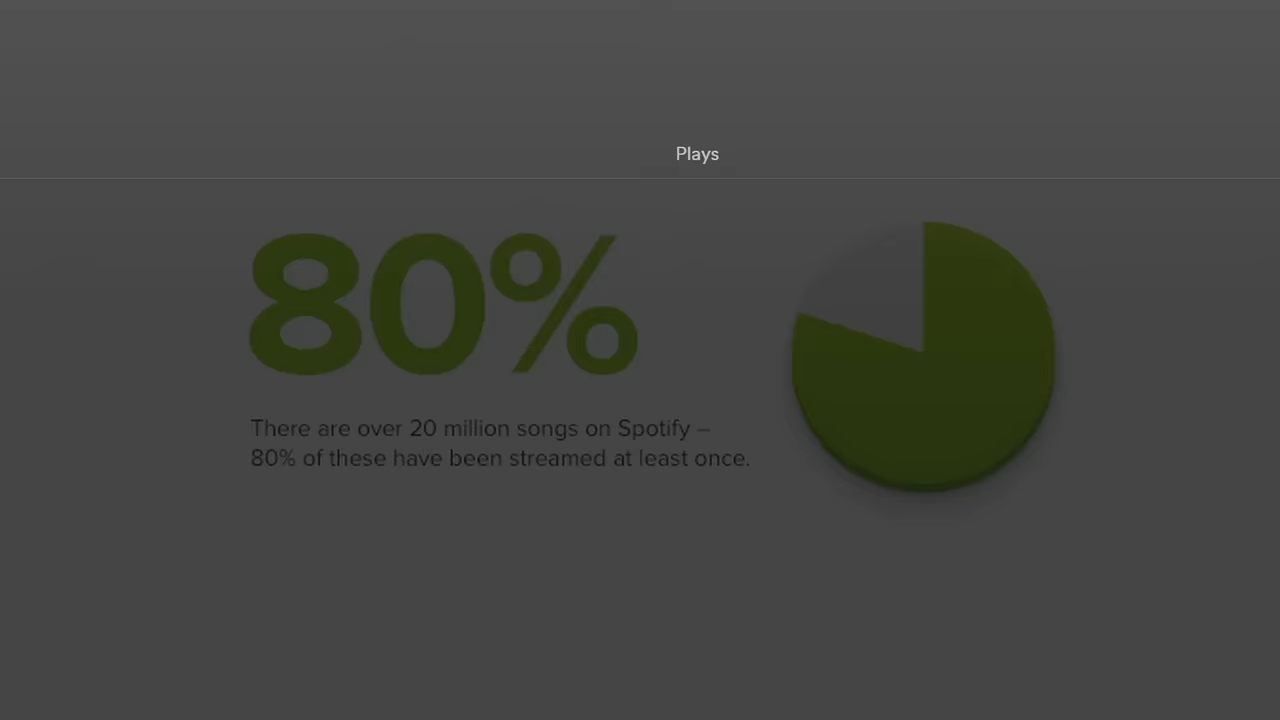 Plays
80%
There are over 20 million songs on Spotify –
80% of these have been streamed at least once.